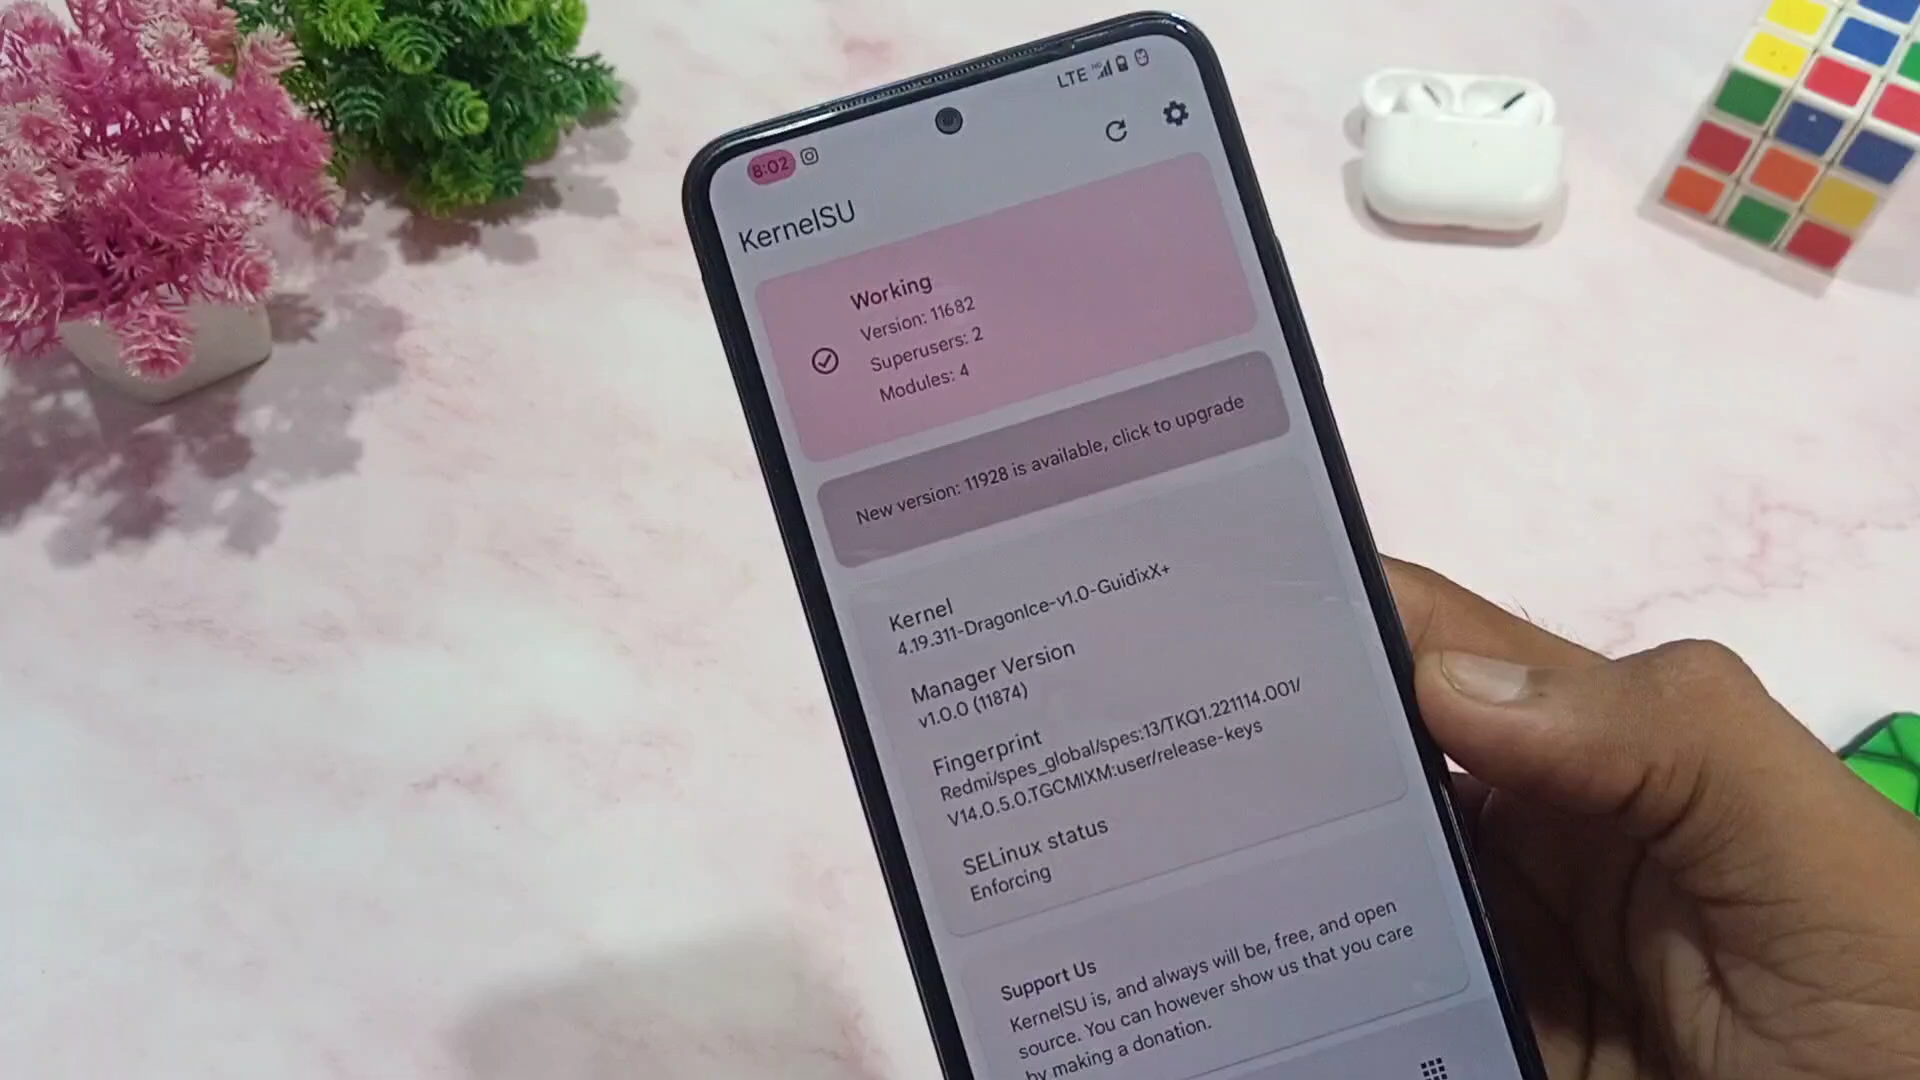 LTE
8:02
KernelSU
Working
Version: 11682
Superusers: 2
Modules: 4
New version: 11928 is available, click to upgrade
Kernel
4.19.311-DragonIce-v1.0-GuidixX+
Manager Version
v1.0.0 (11874)
Fingerprint
Redmi/spes_global/spes:13/TKQ1.221114.001/
V14.0.5.0.TGCMIXM:user/release-keys
SELinux status
Enforcing
Support Us
KernelSU is, and always will be, free, and open
source. You can however show us that you care
by making a donation.